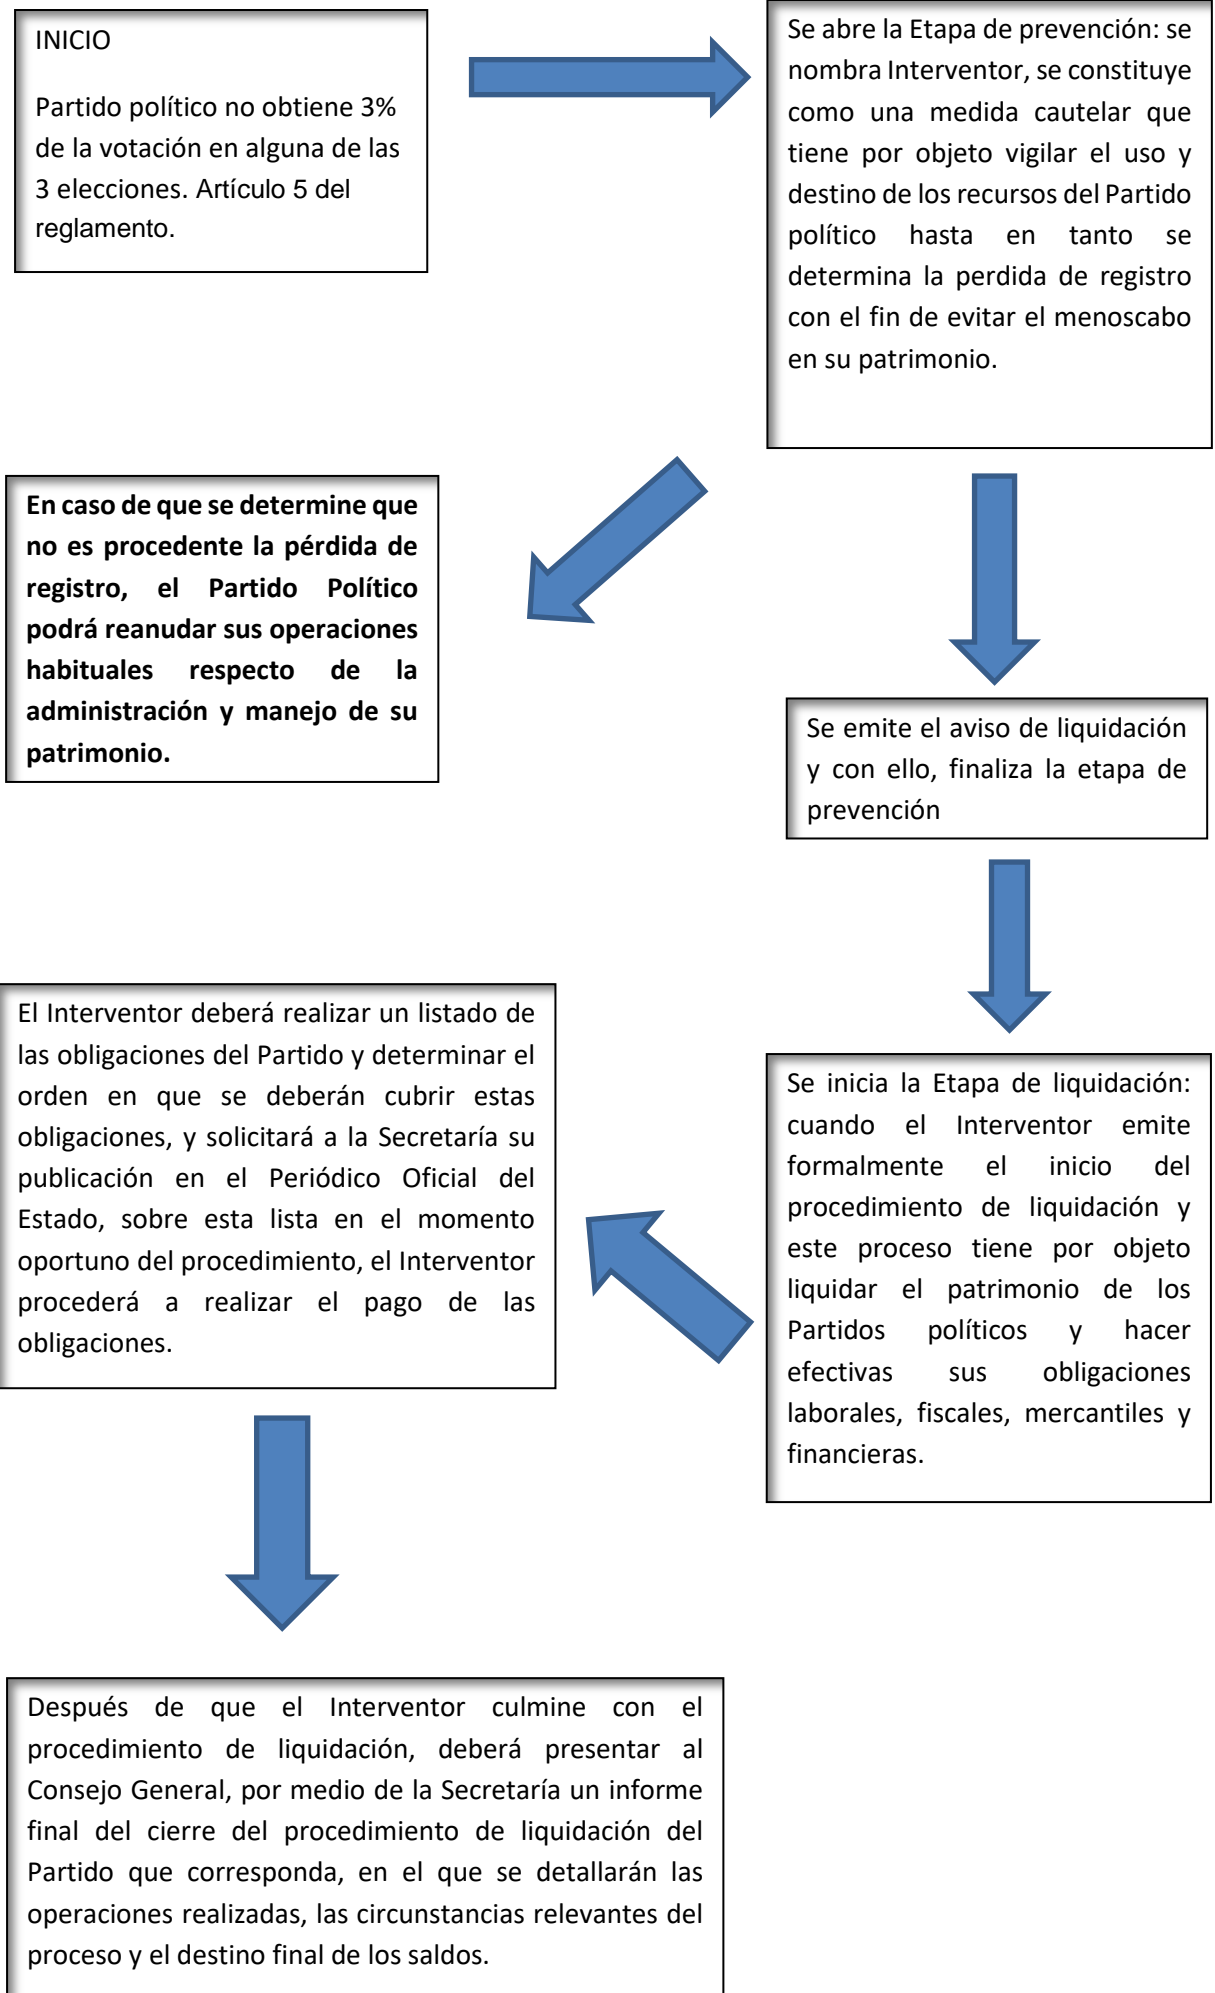 INICIO
Partido político no obtiene 3%
de la votación en alguna de las
3 elecciones. Artículo 5 del
reglamento.
Se abre la Etapa de prevención: se
nombra Interventor, se constituye
como una medida cautelar que
tiene por objeto vigilar el uso y
destino de los recursos del Partido
político hasta en tanto se
determina la perdida de registro
con el fin de evitar el menoscabo
en su patrimonio.
En caso de que se determine que
no es procedente la pérdida de
registro, el Partido Político
podrá reanudar sus operaciones
habituales respecto de la
administración y manejo de su
patrimonio.
Se emite el aviso de liquidación
y con ello, finaliza la etapa de
prevención
Se inicia la Etapa de liquidación:
cuando el Interventor emite
formalmente el inicio del
procedimiento de liquidación y
este proceso tiene por objeto
liquidar el patrimonio de los
Partidos políticos y hacer
efectivas sus obligaciones
laborales, fiscales, mercantiles y
financieras.
El Interventor deberá realizar un listado de
las obligaciones del Partido y determinar el
orden en que se deberán cubrir estas
obligaciones, y solicitará a la Secretaría su
publicación en el Periódico Oficial del
Estado, sobre esta lista en el momento
oportuno del procedimiento, el Interventor
procederá a realizar el pago de las
obligaciones.
Después de que el Interventor culmine con el
procedimiento de liquidación, deberá presentar al
Consejo General, por medio de la Secretaría un informe
final del cierre del procedimiento de liquidación del
Partido que corresponda, en el que se detallarán las
operaciones realizadas, las circunstancias relevantes del
proceso y el destino final de los saldos.